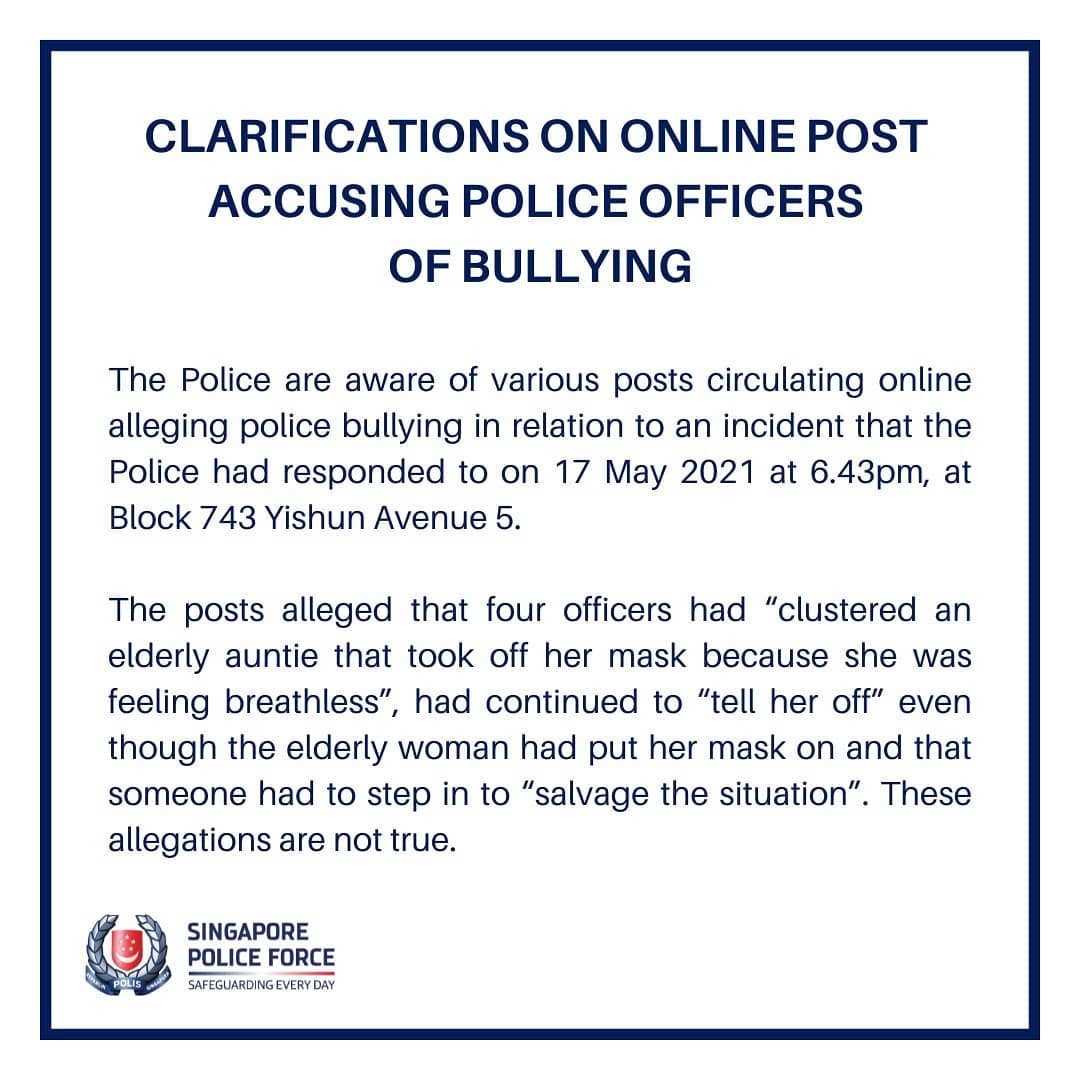 CLARIFICATIONS ON ONLINE POST
ACCUSING POLICE OFFICERS
OF BULLYING
The Police are aware of various posts circulating online
alleging police bullying in relation to an incident that the
Police had responded to on 17 May 2021 at 6.43pm, at
Block 743 Yishun Avenue 5.
The posts alleged that four officers had “clustered an
elderly auntie that took off her mask because she was
feeling breathless”, had continued to “tell her off” even
though the elderly woman had put her mask on and that
someone had to step in to “salvage the situation”. These
allegations are not true.
POLIS
SINGAPORE
POLICE FORCE
SAFEGUARDING EVERY DAY